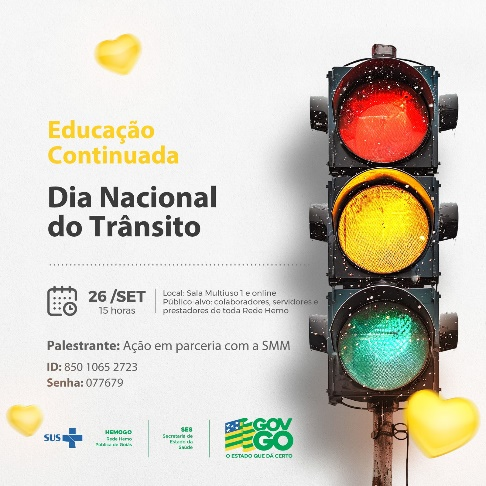 Educação
Continuada
Dia Nacional
do Trânsito
26 /SET
15 horas
Local: Sala Multiuso 1 e online
Público-alvo: colaboradores, servidores e
prestadores de toda Rede Hemo
Palestrante: Ação em parceria com a SMM
ID: 850 1065 2723
Senha: 077679
SUS
HEMOGO
Rede Hemo
Pública de Goiás
SES
Secretaria de
Estado da
Saúde
GOV
GO
O ESTADO QUE DÁ CERTO